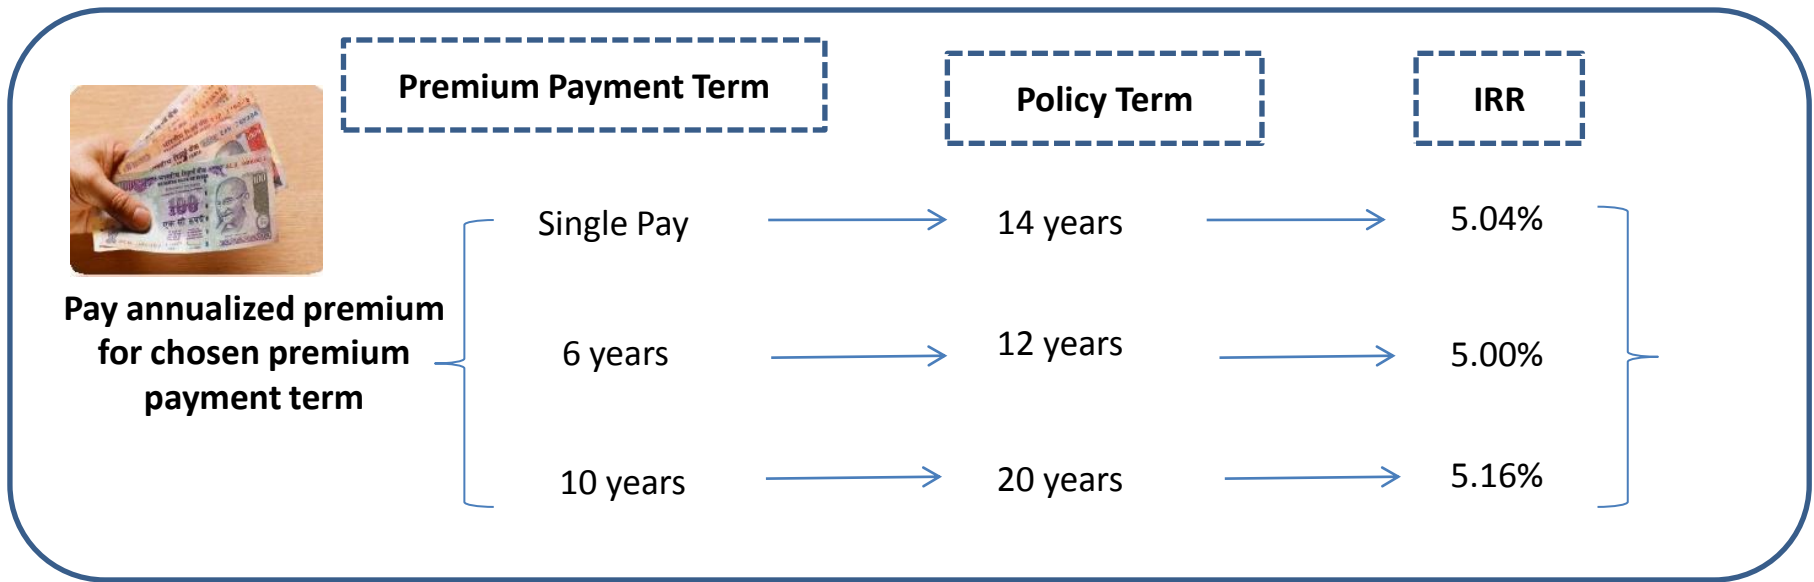 Premium Payment Term
Policy Term
IRR
100
Single Pay
14 years
5.04%
Pay annualized premium
for chosen premium
payment term
6 years
12 years
5.00%
10 years
20 years
5.16%